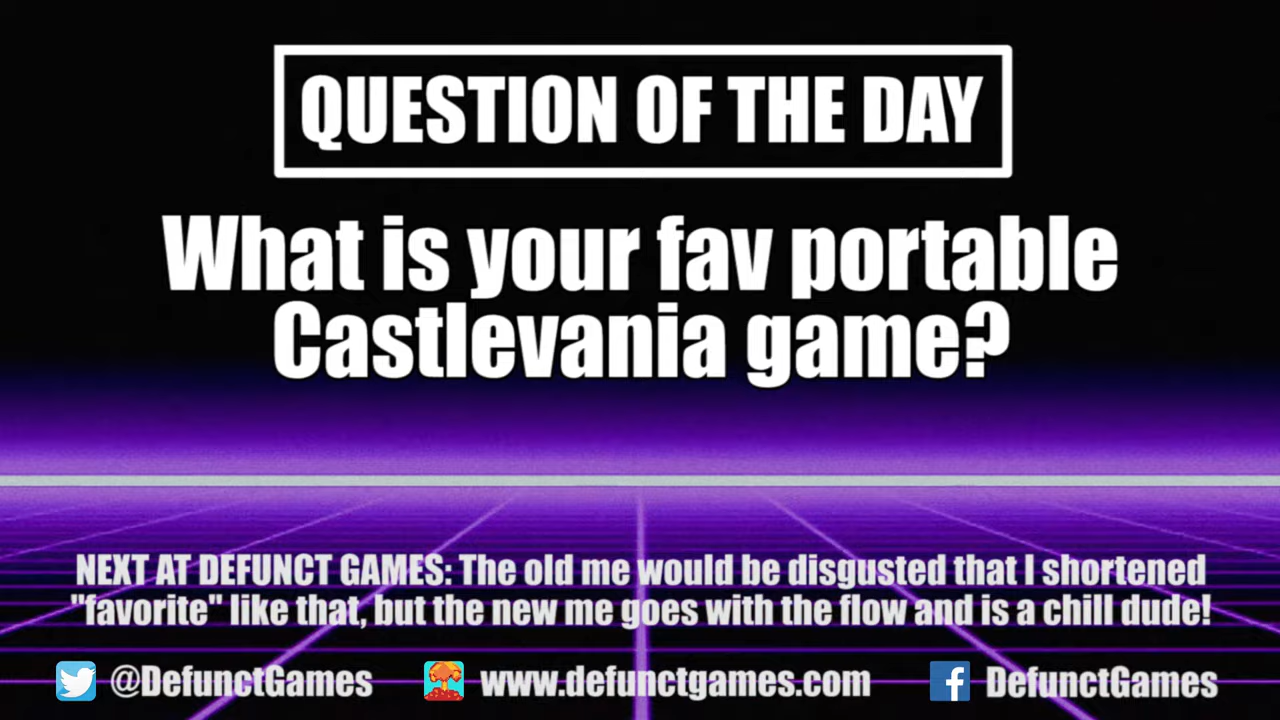 QUESTION OF THE DAY
What is your fav portable
Castlevania game?
NEXT AT DEFUNCT GAMES: The old me would be disgusted that I shortened
"favorite" like that, but the new me goes with the flow and is a chill dude!
@DefunctGames www.defunctgames.com DefunctGames